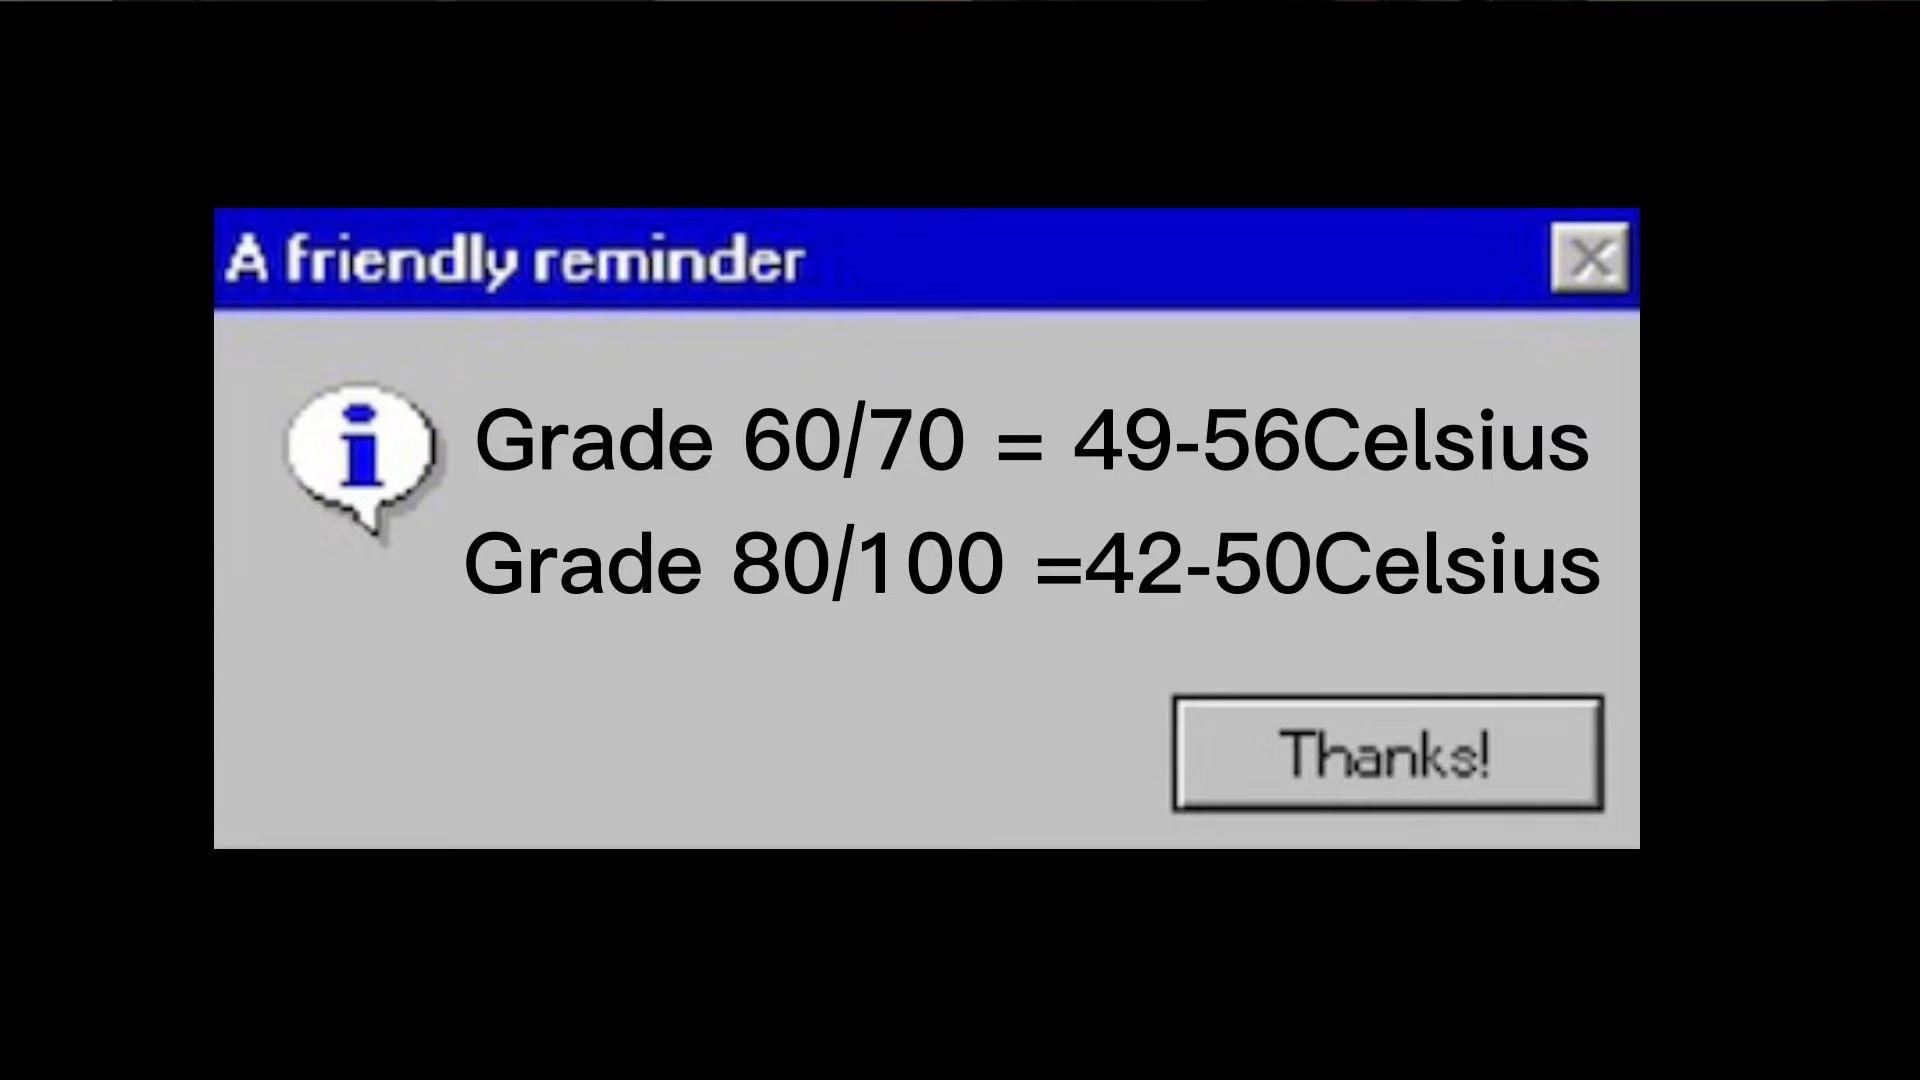 A friendly reminder
Grade 60/70 = 49-56Celsius
Grade 80/100 =42-50Celsius
Thanks!